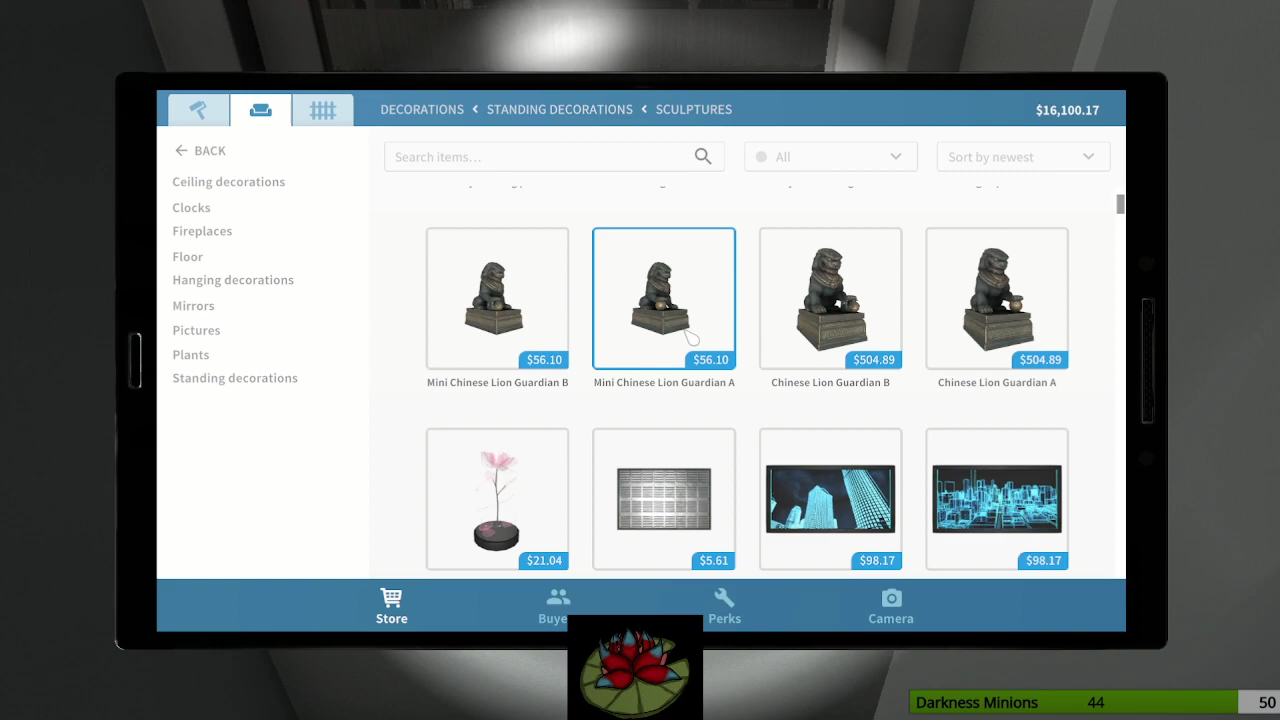 DECORATIONS < STANDING DECORATIONS < SCULPTURES
$16,100.17
BACK
Search items...
All
Sort by newest
Ceiling decorations
Clocks
Fireplaces
Floor
Hanging decorations
Mirrors
Pictures
Plants
Standing decorations
$56.10
$56.10
$504.89
$504.89
Mini Chinese Lion Guardian B
Mini Chinese Lion Guardian A
Chinese Lion Guardian B
Chinese Lion Guardian A
$21.04
$5.61
$98.17
$98.17
Store
Buye
Perks
Camera
Darkness Minions 44 50